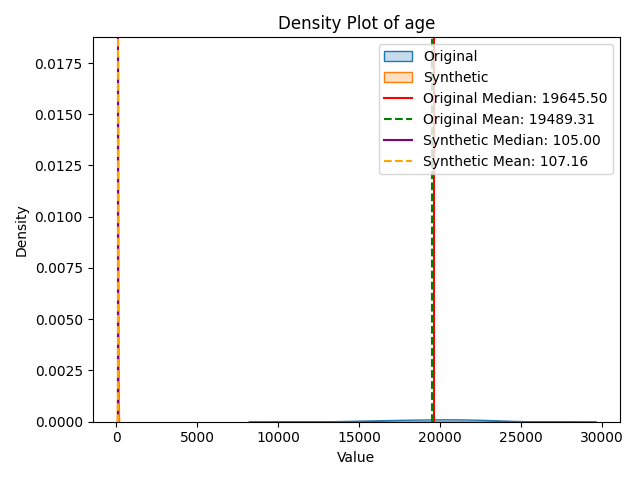 Density Plot of age
Original
Synthetic
Original Median: 19645.50
Original Mean: 19489.31
Synthetic Median: 105.00
Synthetic Mean: 107.16
Density
0.0175
0.0150
0.0125
0.0100
0.0075
0.0050
0.0025
0.0000
0
5000
10000
15000
20000
25000
30000
Value